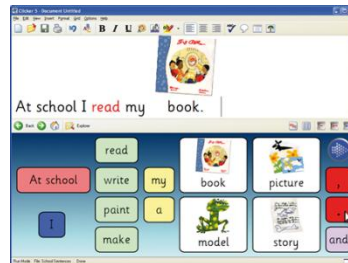 Clicker 5 - Document Untitled
File Edit View Insert Format Grid Options Help
At school I read my book.
Back Explorer
read
At school write my book picture ,
I paint a model story .
make and